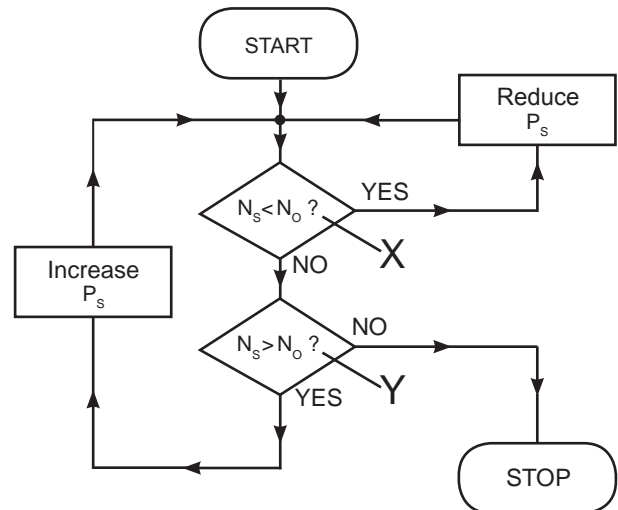 START
Reduce
Pₛ
Nₛ < Nₒ ?
YES
X
NO
Increase
Pₛ
Nₛ > Nₒ ?
NO
Y
YES
STOP